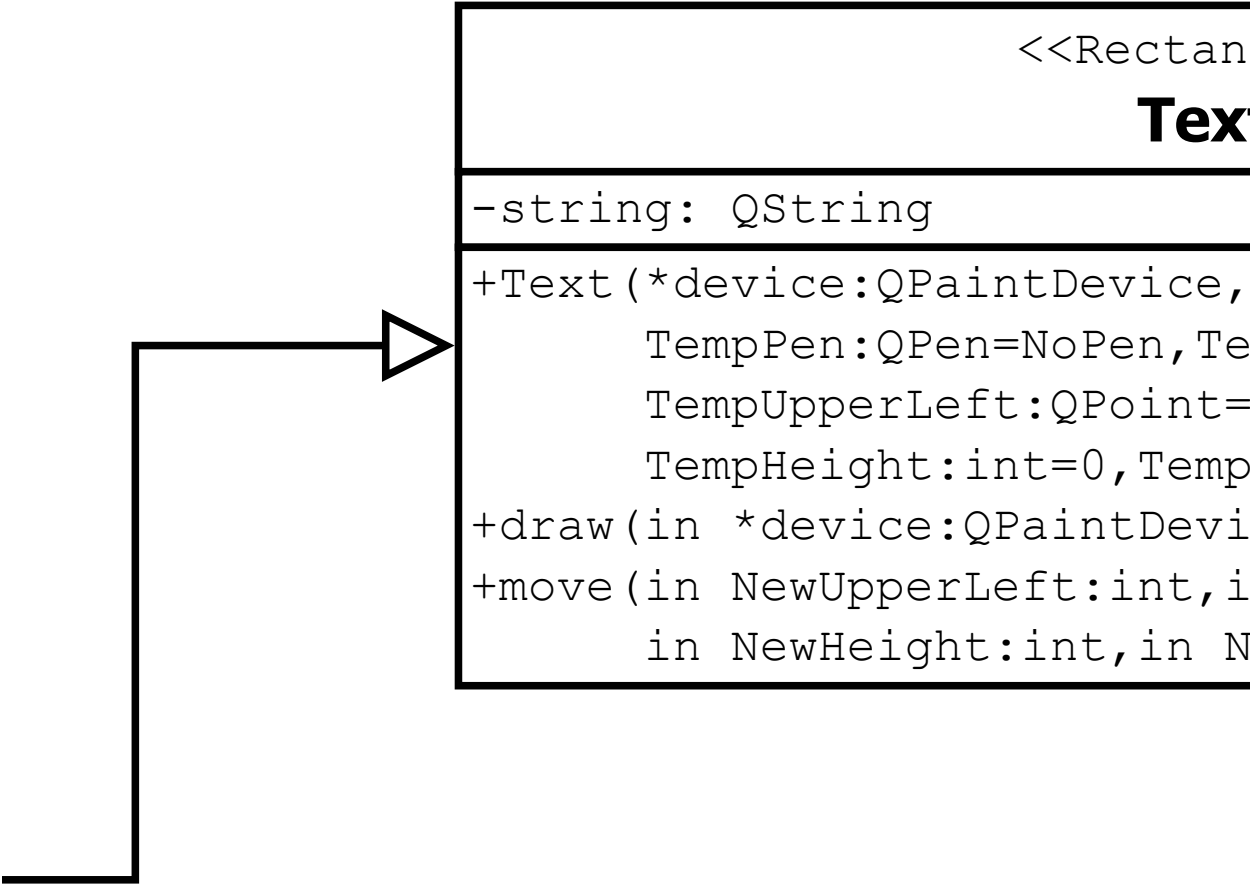 <<Rectan
Text
-string: QString
+Text(*device:QPaintDevice,
TempPen:QPen=NoPen,Te
TempUpperLeft:QPoint=
TempHeight:int=0,Temp
+draw(in *device:QPaintDevi
+move(in NewUpperLeft:int,i
in NewHeight:int,in N